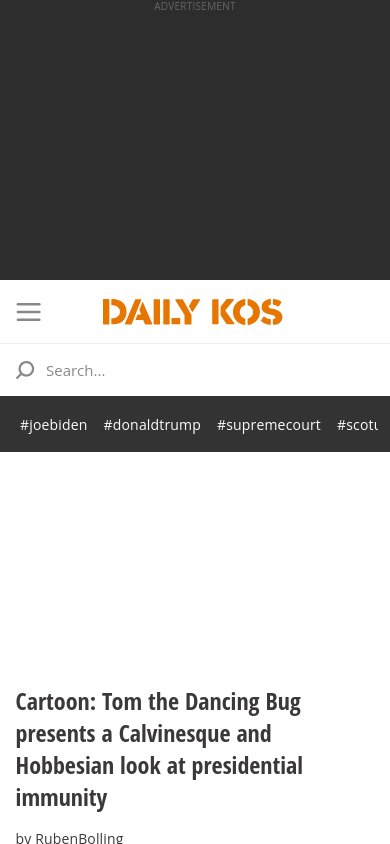 ADVERTISEMENT
DAILY KOS
Search...
#joebiden #donaldtrump #supremecourt #scotu
Cartoon: Tom the Dancing Bug
presents a Calvinesque and
Hobbesian look at presidential
immunity
by RubenBolling